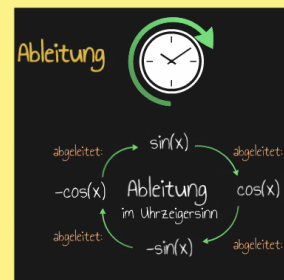 Ableitung
sin(x)
abgeleitet: abgeleitet:
-cos(x) Ableitung cos(x)
im Uhrzeigersinn
abgeleitet: abgeleitet:
-sin(x)